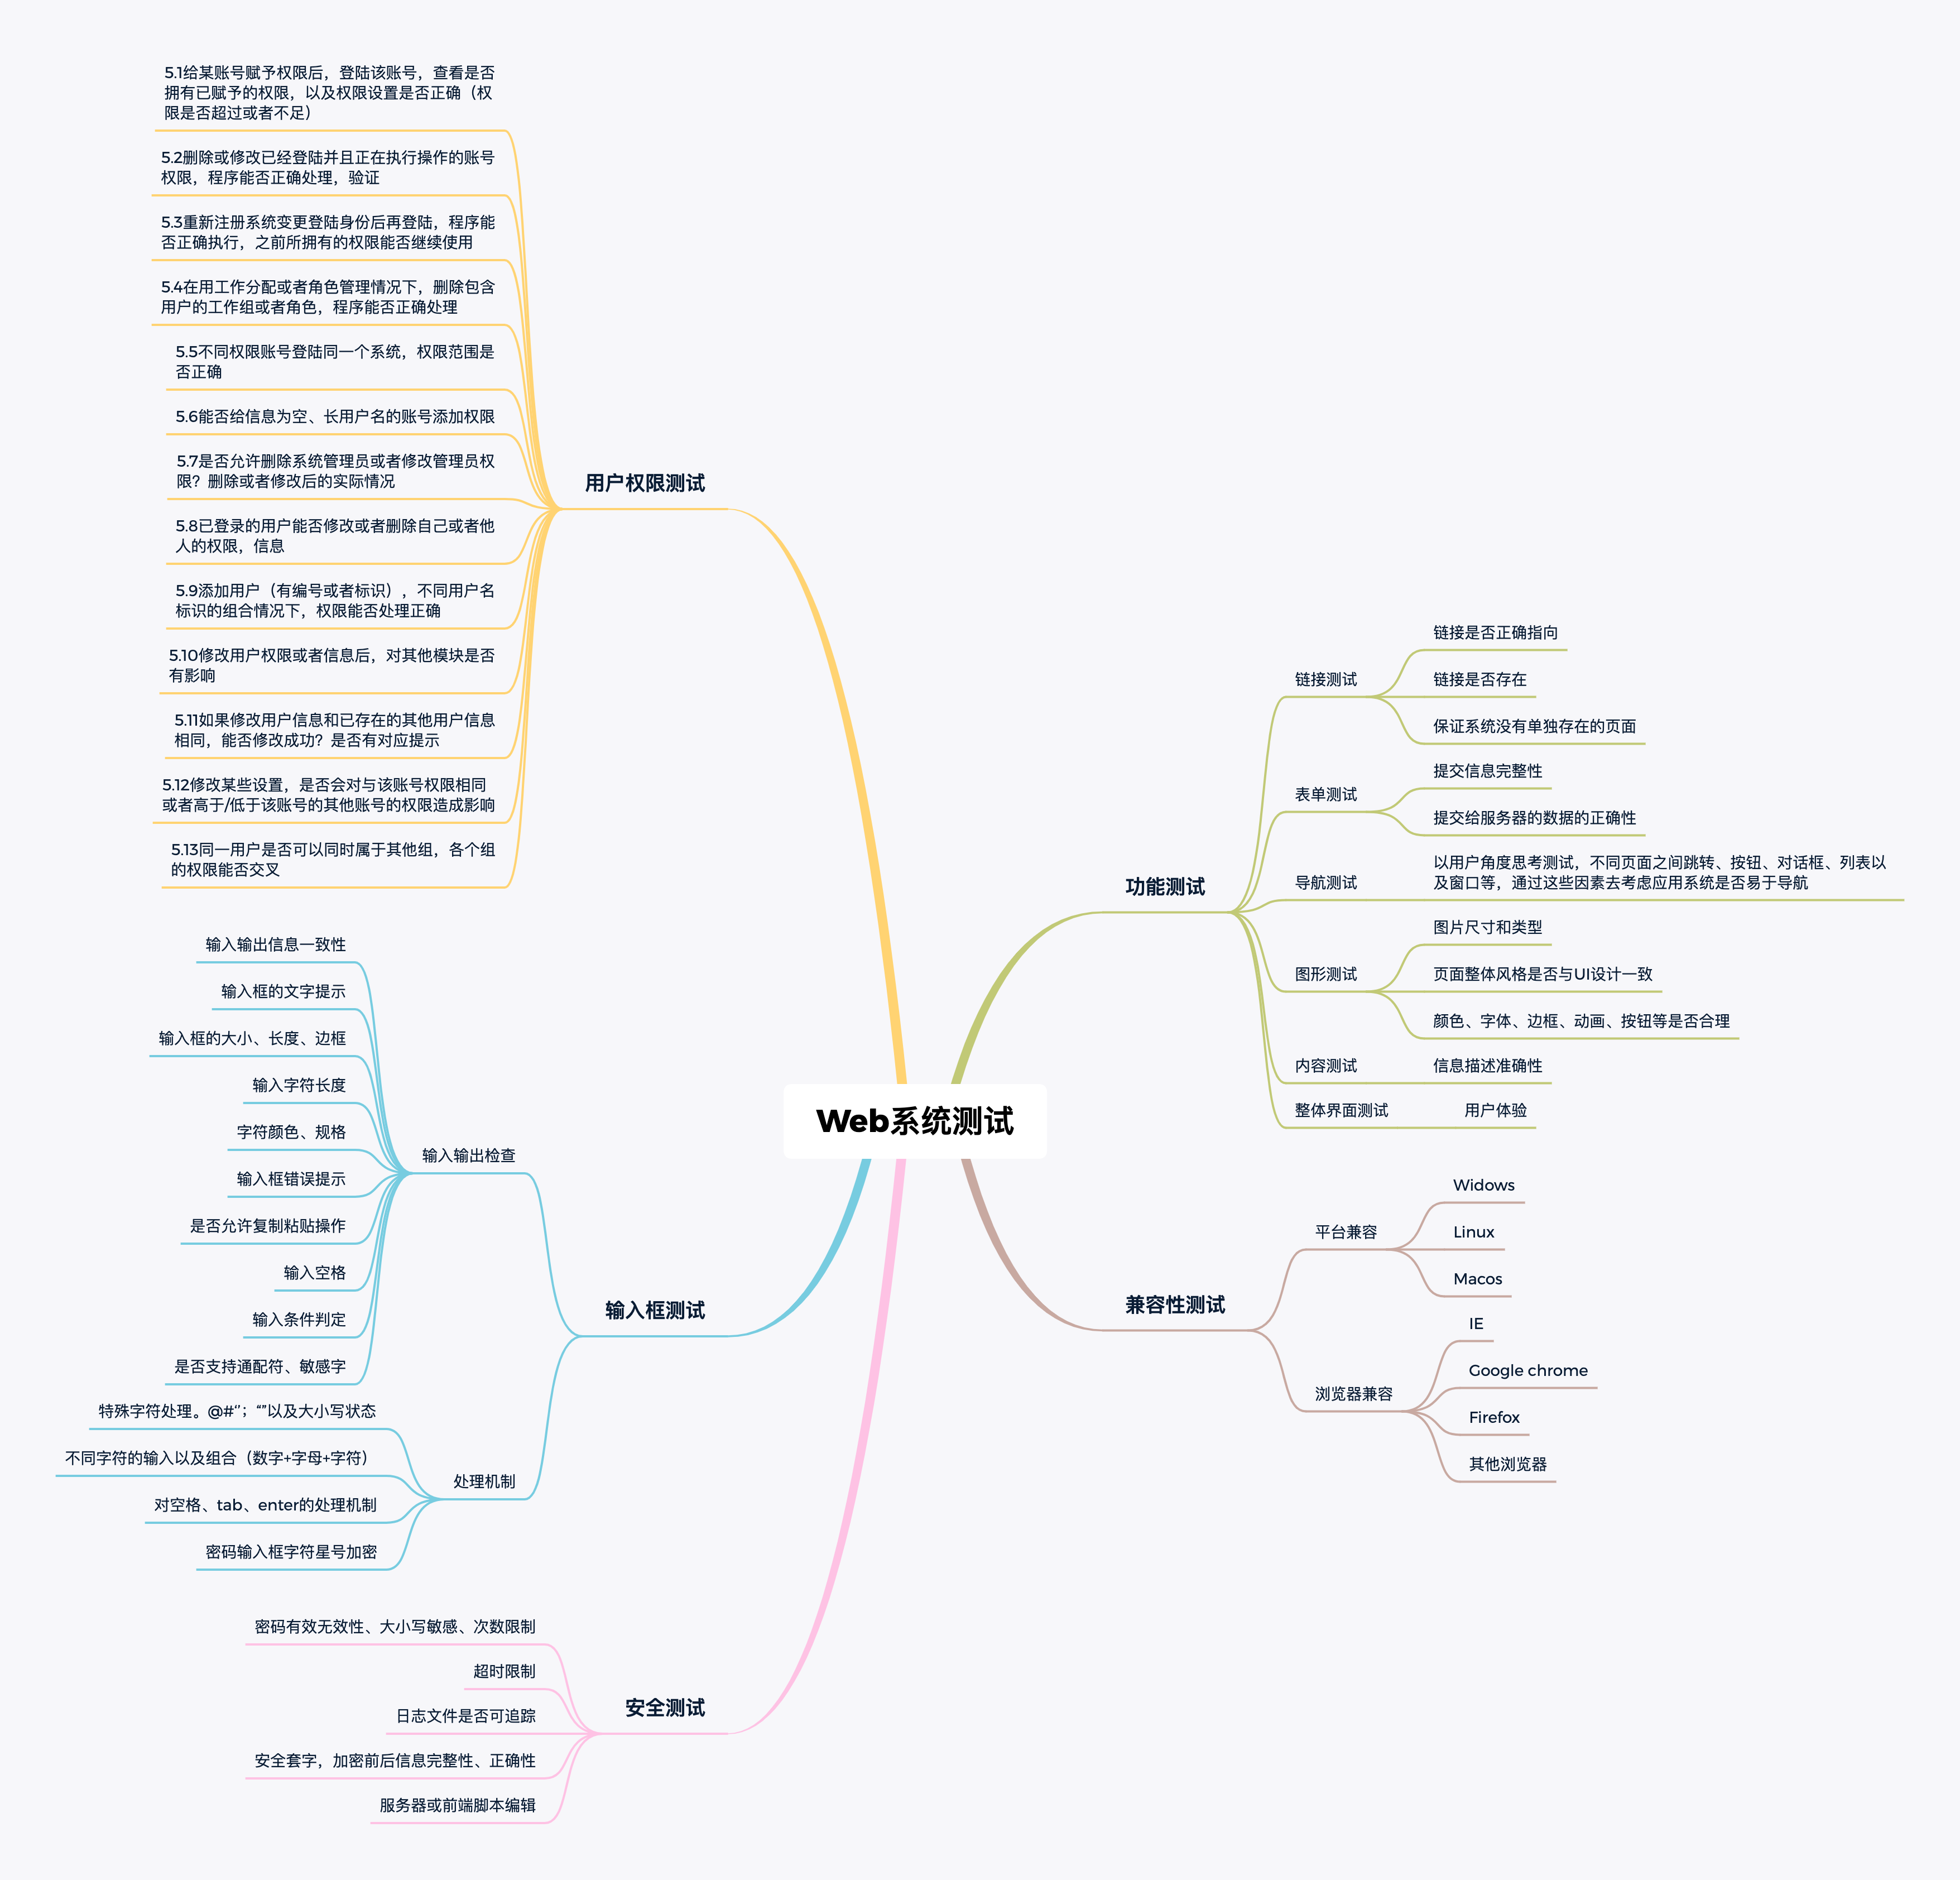 Web系统测试
功能测试
链接测试
链接是否正确指向
链接是否存在
保证系统没有单独存在的页面
表单测试
提交信息完整性
提交给服务器的数据的正确性
导航测试
以用户角度思考测试，不同页面之间跳转、按钮、对话框、列表以
及窗口等，通过这些因素去考虑应用系统是否易于导航
图形测试
图片尺寸和类型
页面整体风格是否与UI设计一致
颜色、字体、边框、动画、按钮等是否合理
内容测试
信息描述准确性
整体界面测试
用户体验
兼容性测试
平台兼容
Widows
Linux
Macos
浏览器兼容
IE
Google chrome
Firefox
其他浏览器
用户权限测试
5.1给某账号赋予权限后，登陆该账号，查看是否
拥有已赋予的权限，以及权限设置是否正确（权
限是否超过或者不足）
5.2删除或修改已经登陆并且正在执行操作的账号
权限，程序能否正确处理，验证
5.3重新注册系统变更登陆身份后再登陆，程序能
否正确执行，之前所拥有的权限能否继续使用
5.4在用工作分配或者角色管理情况下，删除包含
用户的工作组或者角色，程序能否正确处理
5.5不同权限账号登陆同一个系统，权限范围是
否正确
5.6能否给信息为空、长用户名的账号添加权限
5.7是否允许删除系统管理员或者修改管理员权
限？删除或者修改后的实际情况
5.8已登录的用户能否修改或者删除自己或者他
人的权限，信息
5.9添加用户（有编号或者标识），不同用户名
标识的组合情况下，权限能否处理正确
5.10修改用户权限或者信息后，对其他模块是否
有影响
5.11如果修改用户信息和已存在的其他用户信息
相同，能否修改成功？是否有对应提示
5.12修改某些设置，是否会对与该账号权限相同
或者高于/低于该账号的其他账号的权限造成影响
5.13同一用户是否可以同时属于其他组，各个组
的权限能否交叉
输入框测试
输入输出检查
输入输出信息一致性
输入框的文字提示
输入框的大小、长度、边框
输入字符长度
字符颜色、规格
输入框错误提示
是否允许复制粘贴操作
输入空格
输入条件判定
是否支持通配符、敏感字
处理机制
特殊字符处理。@#‘’；“”以及大小写状态
不同字符的输入以及组合（数字+字母+字符）
对空格、tab、enter的处理机制
密码输入框字符星号加密
安全测试
密码有效无效性、大小写敏感、次数限制
超时限制
日志文件是否可追踪
安全套字，加密前后信息完整性、正确性
服务器或前端脚本编辑